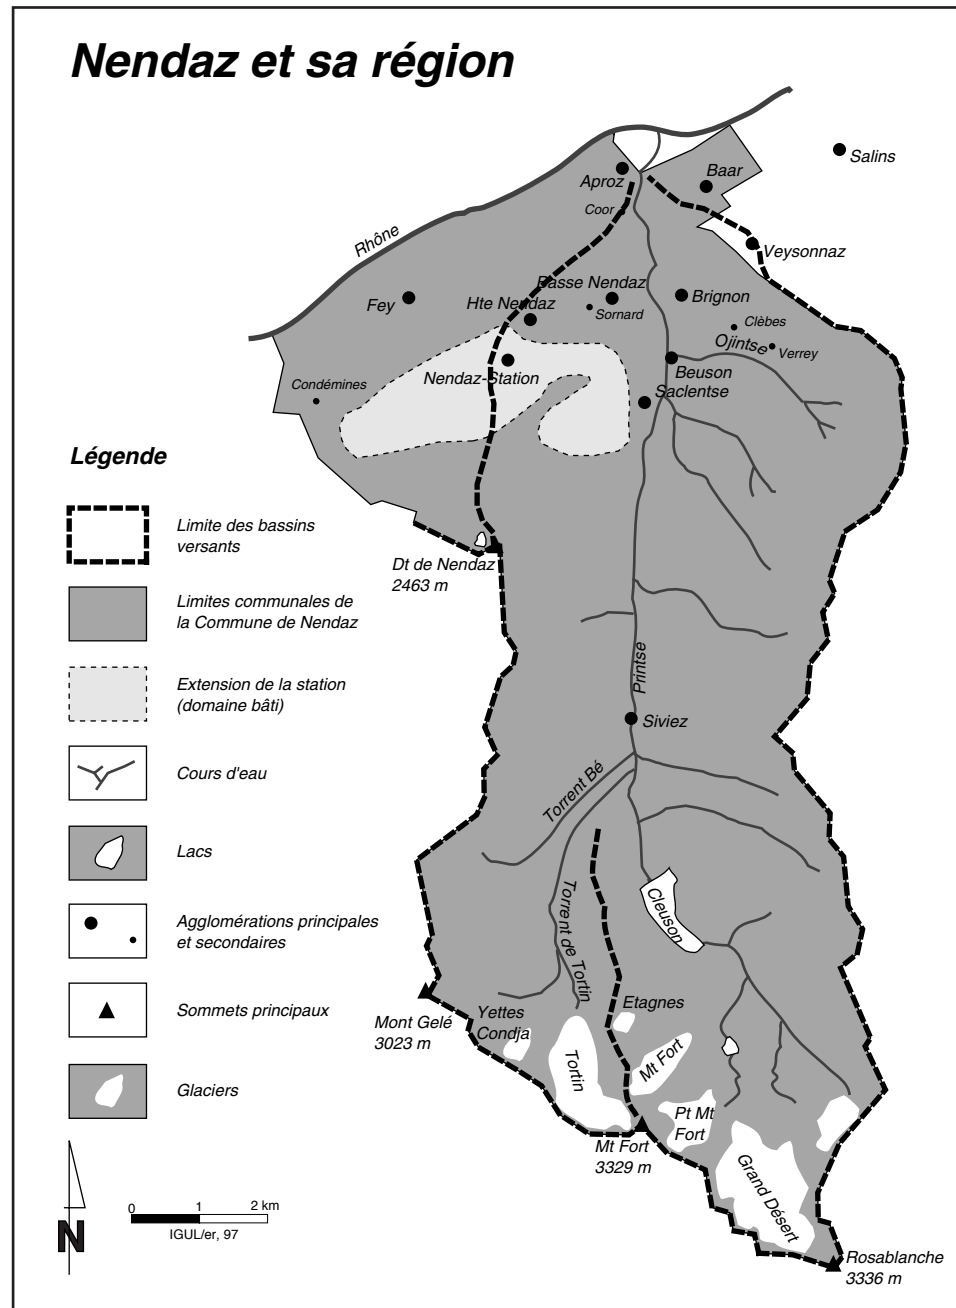 Nendaz et sa région
Salins
Aproz
Baar
Coor
Rhône
Veysonnaz
Basse Nendaz
Fey
Hte Nendaz
Sornard
Brignon
Clèbes
Ojintse
Verrey
Beuson
Nendaz-Station
Condémines
Saclentse
Légende
Limite des bassins
versants
Dt de Nendaz
2463 m
Limites communales de
la Commune de Nendaz
Printse
Extension de la station
(domaine bâti)
Siviez
Cours d'eau
Torrent Bé
Lacs
Cleuson
Torrent de Tortin
Agglomérations principales
et secondaires
Sommets principaux
Etagnes
Yettes
Condja
Mont Gelé
3023 m
Tortin
Mt Fort
Glaciers
Pt Mt
Fort
Mt Fort
3329 m
Grand Désert
0 1 2 km
IGUL/er, 97
N
Rosablanche
3336 m